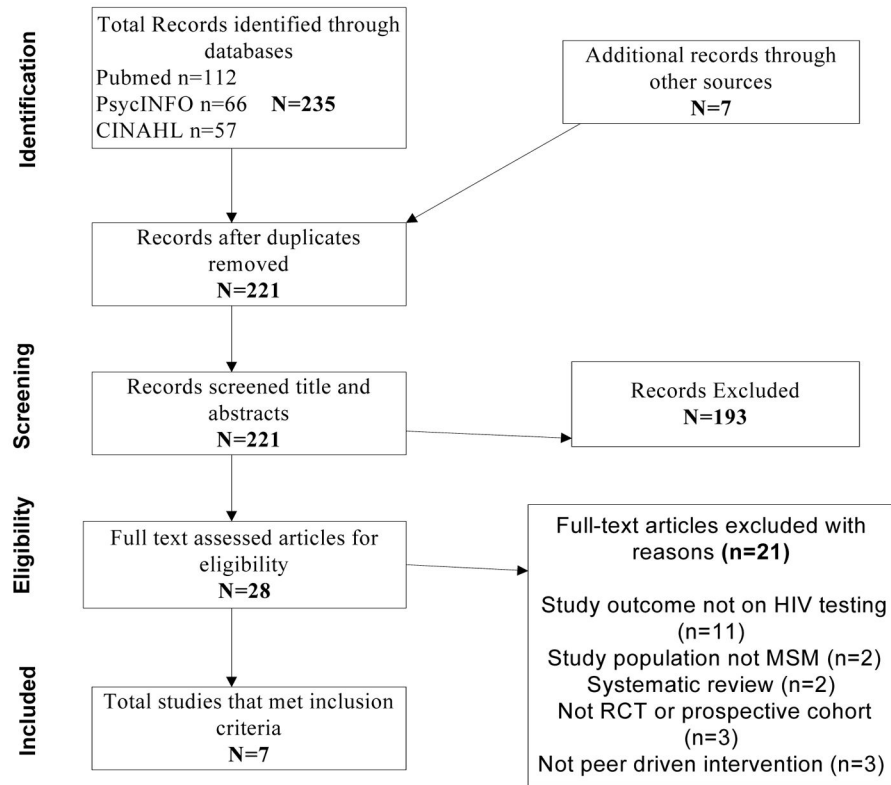 Identification
Total Records identified through
databases
Pubmed n=112
PsycINFO n=66 N=235
CINAHL n=57
Additional records through
other sources
N=7
Records after duplicates
removed
N=221
Screening
Records screened title and
abstracts
N=221
Records Excluded
N=193
Eligibility
Full text assessed articles for
eligibility
N=28
Full-text articles excluded with
reasons (n=21)
Study outcome not on HIV testing
(n=11)
Study population not MSM (n=2)
Systematic review (n=2)
Not RCT or prospective cohort
(n=3)
Not peer driven intervention (n=3)
Included
Total studies that met inclusion
criteria
N=7